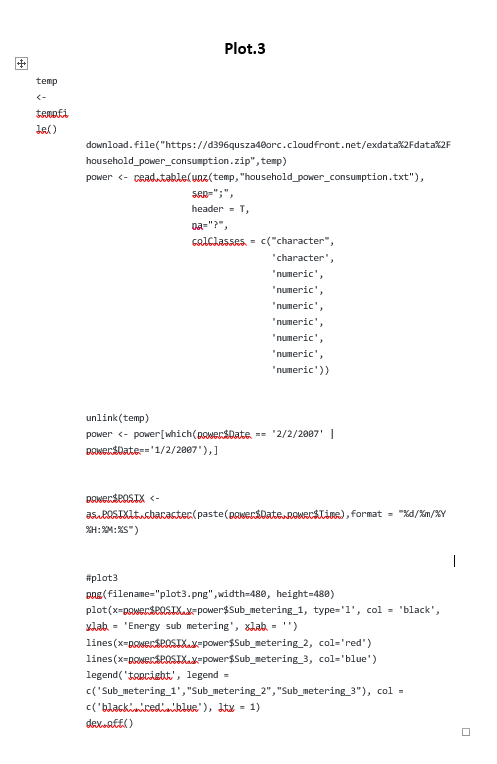 Plot.3
temp
<-
tempfi
le()
download.file("https://d396qusza40orc.cloudfront.net/exdata%2Fdata%2F
household_power_consumption.zip",temp)
power <- read.table(unz(temp,"household_power_consumption.txt"),
sep=";",
header = T,
na="?",
colClasses = c("character",
'character',
'numeric',
'numeric',
'numeric',
'numeric',
'numeric',
'numeric',
'numeric'))
unlink(temp)
power <- power[which(power$Date == '2/2/2007' |
power$Date=='1/2/2007'),]
power$POSIX <-
as.POSIXlt.character(paste(power$Date,power$Time),format = "%d/%m/%Y
%H:%M:%S")
#plot3
png(filename="plot3.png",width=480, height=480)
plot(x=power$POSIX,y=power$Sub_metering_1, type='l', col = 'black',
ylab = 'Energy sub metering', xlab = '')
lines(x=power$POSIX,y=power$Sub_metering_2, col='red')
lines(x=power$POSIX,y=power$Sub_metering_3, col='blue')
legend('topright', legend =
c('Sub_metering_1',"Sub_metering_2","Sub_metering_3"), col =
c('black','red','blue'), lty = 1)
dev.off()